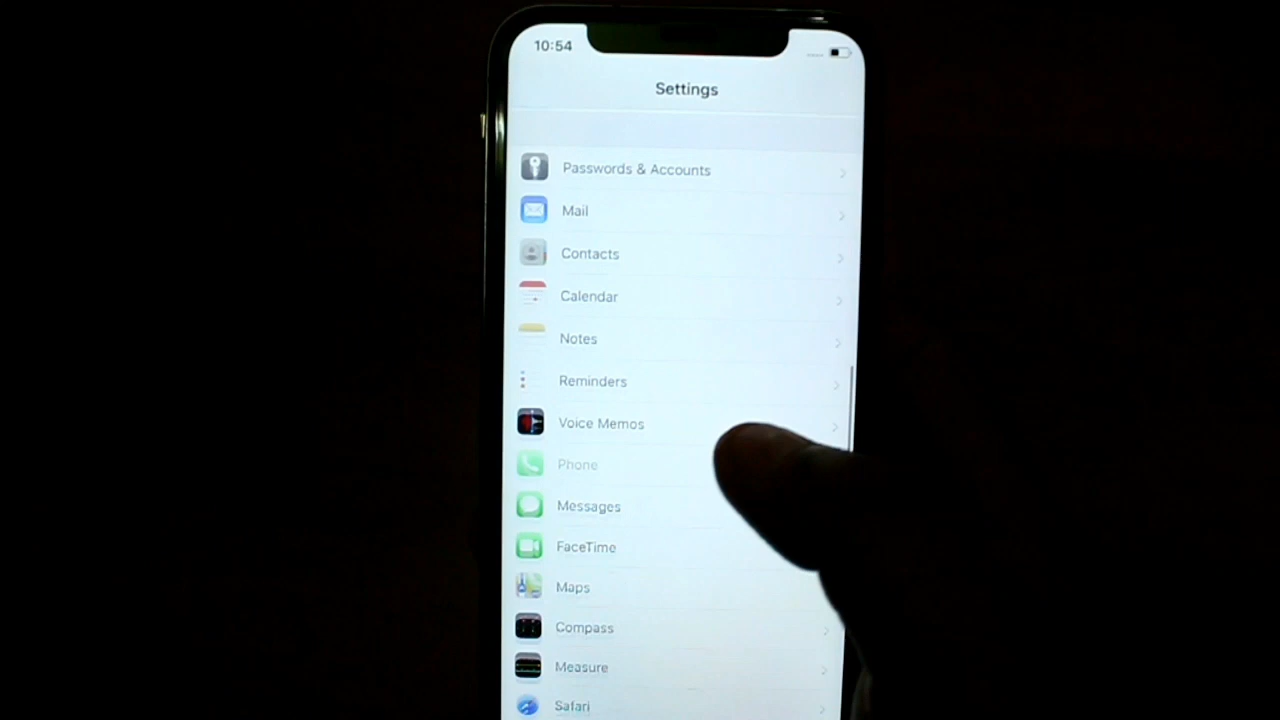 10:54
Settings
Passwords & Accounts
Mail
Contacts
Calendar
Notes
Reminders
Voice Memos
Phone
Messages
FaceTime
Maps
Compass
Measure
Safari